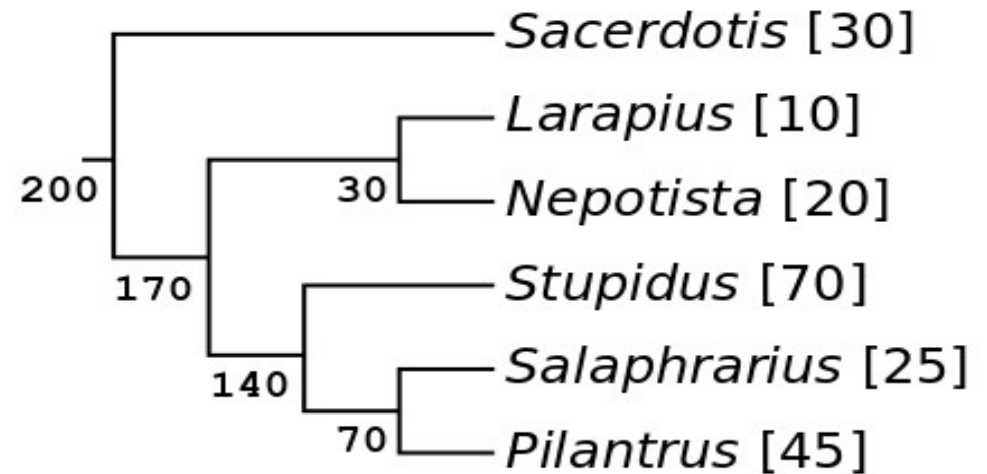 Sacerdotis [30]
Larapius [10]
200
30
Nepotista [20]
170
Stupidus [70]
140
Salaphrarius [25]
70
Pilantrus [45]